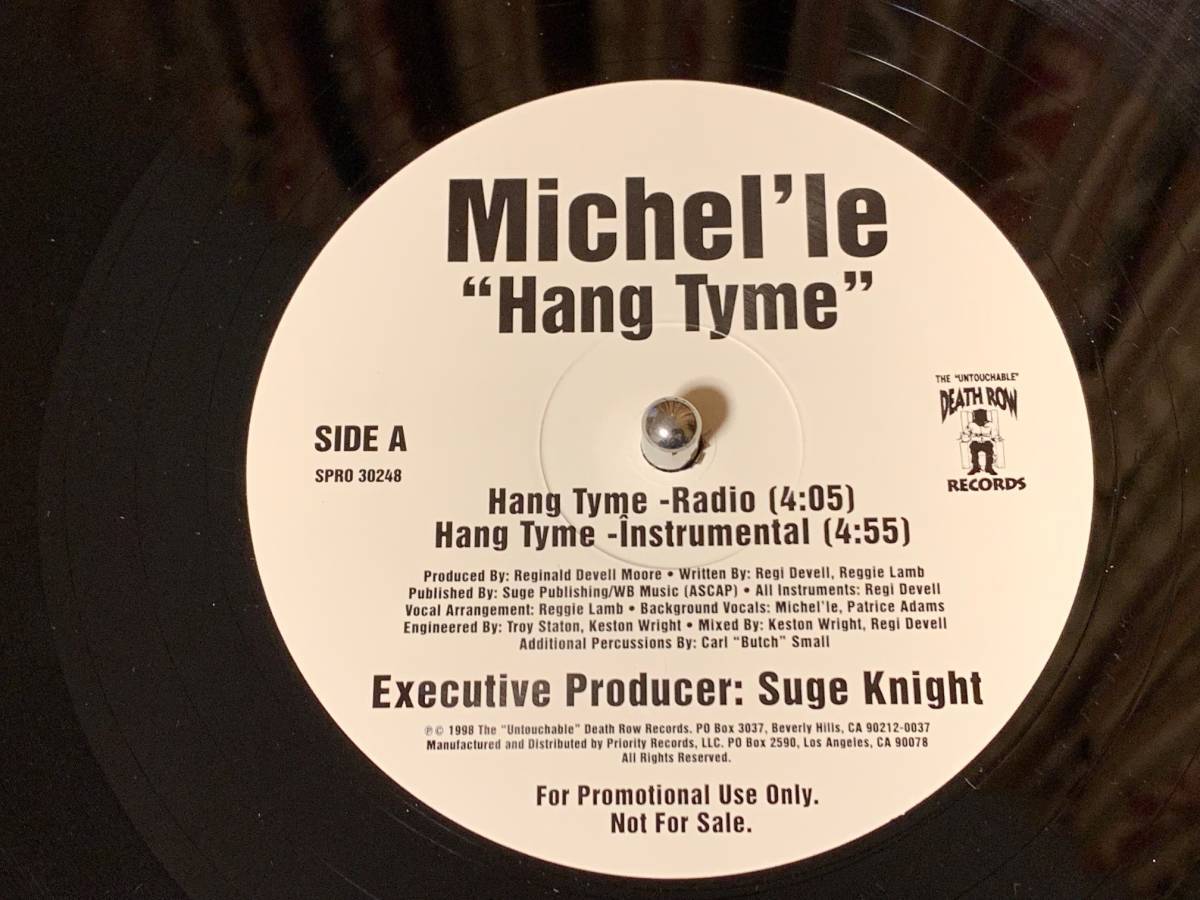 Michel'le
"Hang Tyme"
THE "UNTOUCHABLE"
DEATH ROW
RECORDS
SIDE A
SPRO 30248
Hang Tyme -Radio (4:05)
Hang Tyme -Înstrumental (4:55)
Produced By: Reginald Devell Moore • Written By: Regi Devell, Reggie Lamb
Published By: Suge Publishing/WB Music (ASCAP) • All Instruments: Regi Devell
Vocal Arrangement: Reggie Lamb • Background Vocals: Michel'le, Patrice Adams
Engineered By: Troy Staton, Keston Wright • Mixed By: Keston Wright, Regi Devell
Additional Percussions By: Carl "Butch" Small
Executive Producer: Suge Knight
℗© 1998 The "Untouchable" Death Row Records. PO Box 3037, Beverly Hills, CA 90212-0037
Manufactured and Distributed by Priority Records, LLC. PO Box 2590, Los Angeles, CA 90078
All Rights Reserved.
For Promotional Use Only.
Not For Sale.